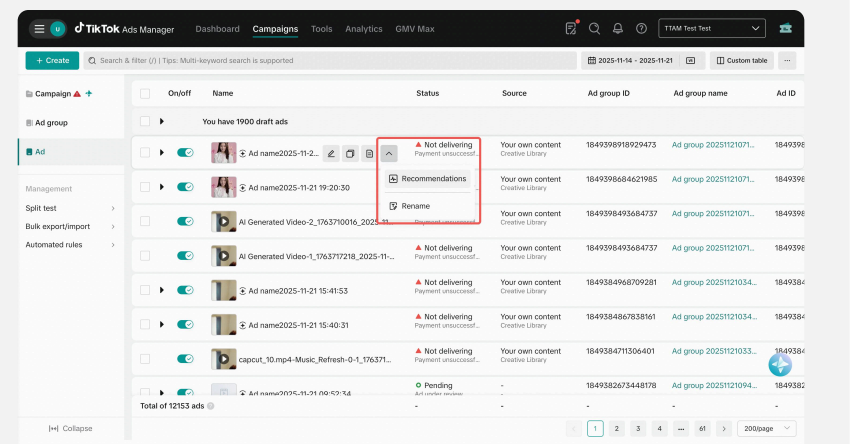 U TikTok Ads Manager Dashboard Campaigns Tools Analytics GMV Max TTAM Test Test
+ Create Search & filter (/) | Tips: Multi-keyword search is supported 2025-11-14 - 2025-11-21 Custom table ...
Campaign
Ad group
Ad
Management
Split test
Bulk export/import
Automated rules
Collapse
On/off Name Status Source Ad group ID Ad group name Ad ID
You have 1900 draft ads
Ad name2025-11-2... Not delivering Your own content 1849398918929473 Ad group 20251121071... 1849398
Payment unsuccessf... Creative Library
Recommendations
Rename
Ad name2025-11-21 19:20:30 Your own content 1849398684621985 Ad group 20251121071... 1849398
Creative Library
AI Generated Video-2_1763710016_2025-11-... Your own content 1849398493684737 Ad group 20251121071... 1849398
Payment unsuccessf... Creative Library
AI Generated Video-1_1763717218_2025-11-... Not delivering Your own content 1849398493684737 Ad group 20251121071... 1849398
Payment unsuccessf... Creative Library
Ad name2025-11-21 15:41:53 Not delivering Your own content 1849384968709281 Ad group 20251121034... 1849384
Payment unsuccessf... Creative Library
Ad name2025-11-21 15:40:31 Not delivering Your own content 1849384867838161 Ad group 20251121034... 1849384
Payment unsuccessf... Creative Library
capcut_10.mp4-Music_Refresh-0-1_176371... Not delivering Your own content 1849384711306401 Ad group 20251121033... 1849384
Payment unsuccessf... Creative Library
Ad name2025-11-21 09:52:34 Pending - 1849382673448178 Ad group 20251121094... 1849382
Ad under review -
Total of 12153 ads - - - - -
1 2 3 4 ... 61 200/page